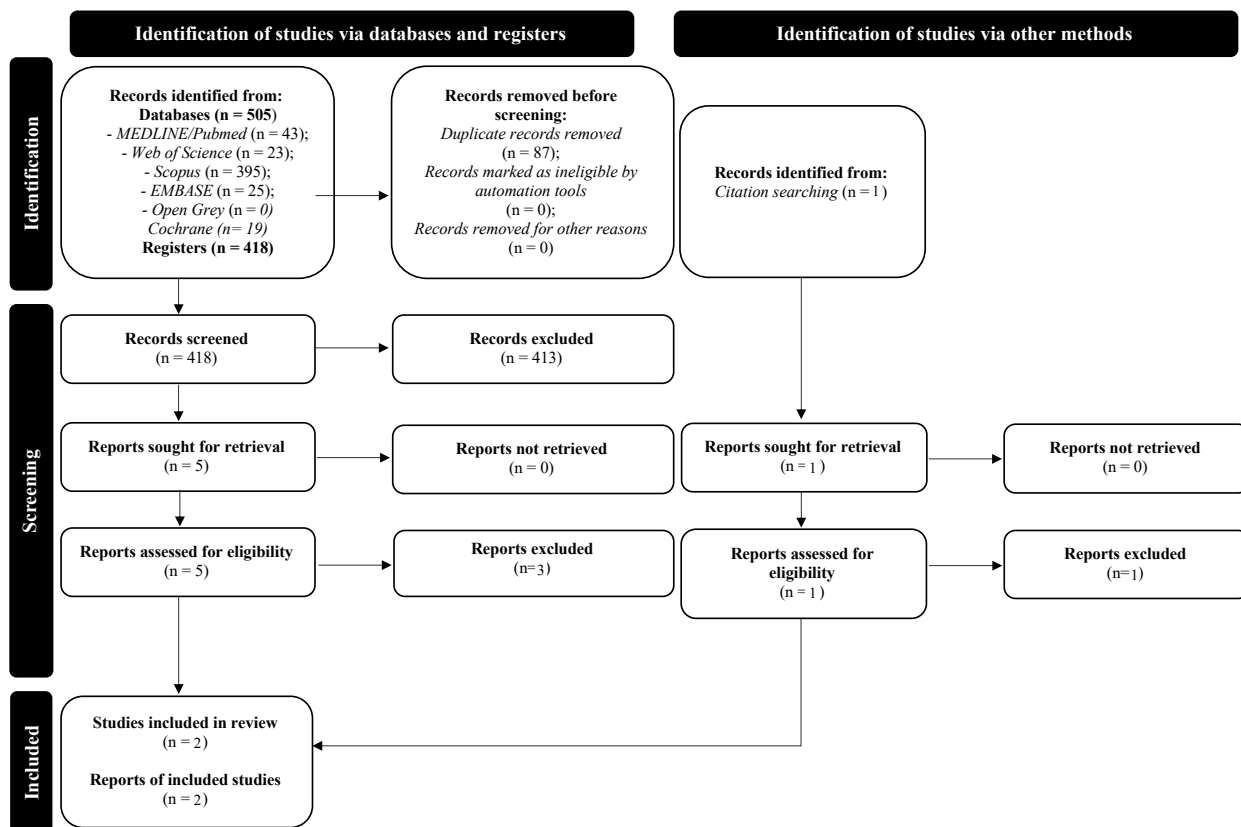 Identification of studies via databases and registers
Identification of studies via other methods
Identification
Records identified from:
Databases (n = 505)
- MEDLINE/Pubmed (n = 43);
- Web of Science (n = 23);
- Scopus (n = 395);
- EMBASE (n = 25);
- Open Grey (n = 0)
Cochrane (n= 19)
Registers (n = 418)
Records removed before
screening:
Duplicate records removed
(n = 87);
Records marked as ineligible by
automation tools
(n = 0);
Records removed for other reasons
(n = 0)
Records identified from:
Citation searching (n = 1)
Screening
Records screened
(n = 418)
Records excluded
(n = 413)
Reports sought for retrieval
(n = 5)
Reports not retrieved
(n = 0)
Reports sought for retrieval
(n = 1)
Reports not retrieved
(n = 0)
Reports assessed for eligibility
(n = 5)
Reports excluded
(n=3)
Reports assessed for
eligibility
(n = 1)
Reports excluded
(n=1)
Included
Studies included in review
(n = 2)
Reports of included studies
(n = 2)